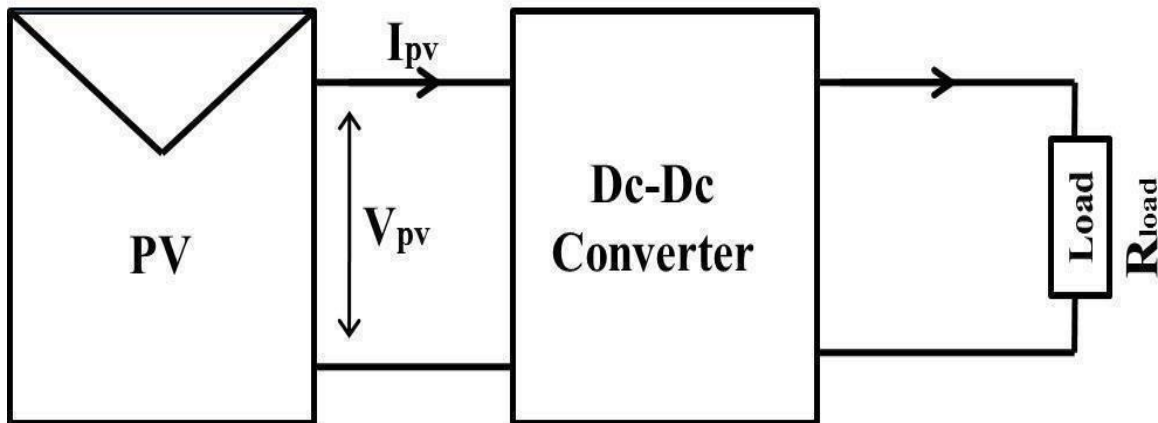 PV
Ipv
Vpv
Dc-Dc
Converter
Load
Rload